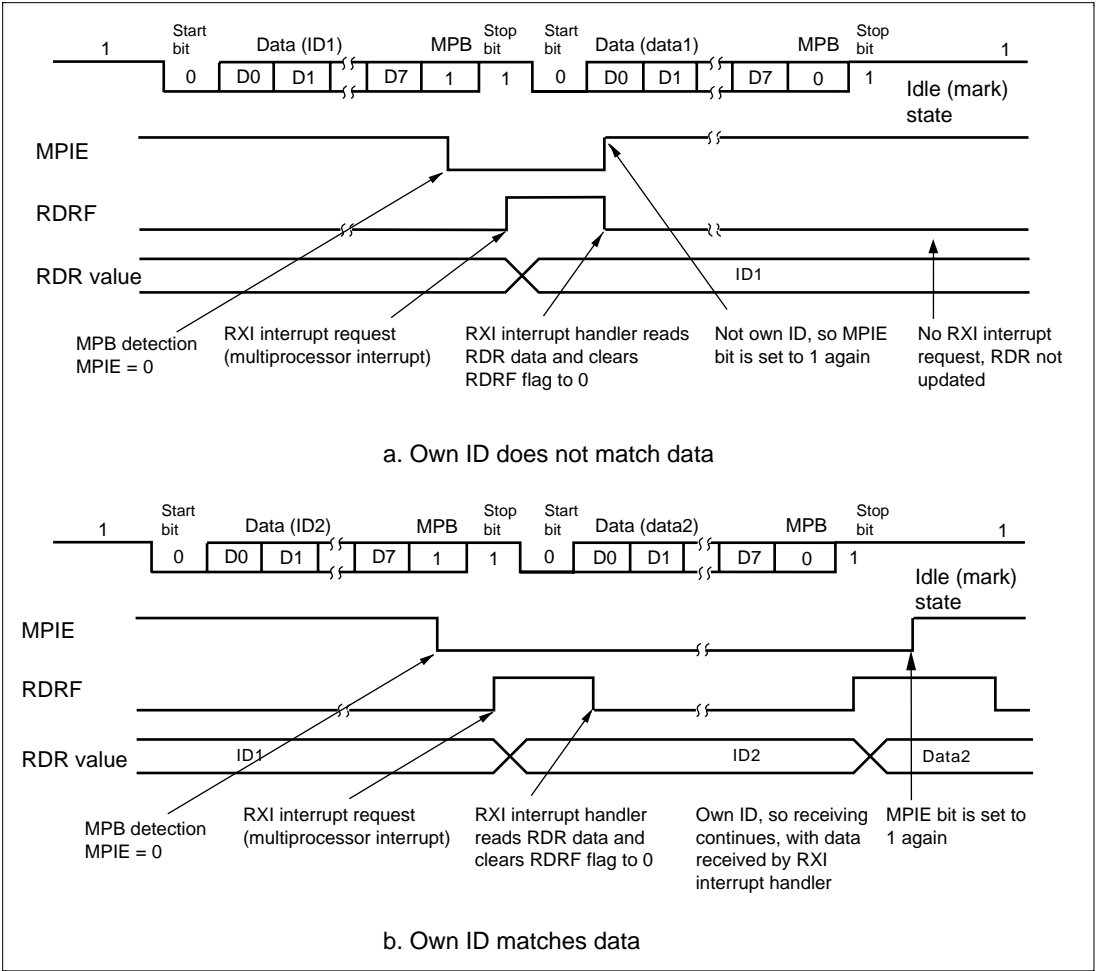 1 Start bit Data (ID1) MPB Stop bit Start bit Data (data1) MPB Stop bit 1
0 D0 D1 D7 1 1 0 D0 D1 D7 0 1
Idle (mark) state
MPIE
RDRF
RDR value
ID1
MPB detection
MPIE = 0
RXI interrupt request
(multiprocessor interrupt)
RXI interrupt handler reads
RDR data and clears
RDRF flag to 0
Not own ID, so MPIE
bit is set to 1 again
No RXI interrupt
request, RDR not
updated
a. Own ID does not match data
1 Start bit Data (ID2) MPB Stop bit Start bit Data (data2) MPB Stop bit 1
0 D0 D1 D7 1 1 0 D0 D1 D7 0 1
Idle (mark)
state
MPIE
RDRF
RDR value
ID1 ID2 Data2
MPB detection
MPIE = 0
RXI interrupt request
(multiprocessor interrupt)
RXI interrupt handler
reads RDR data and
clears RDRF flag to 0
Own ID, so receiving
continues, with data
received by RXI
interrupt handler
MPIE bit is set to
1 again
b. Own ID matches data